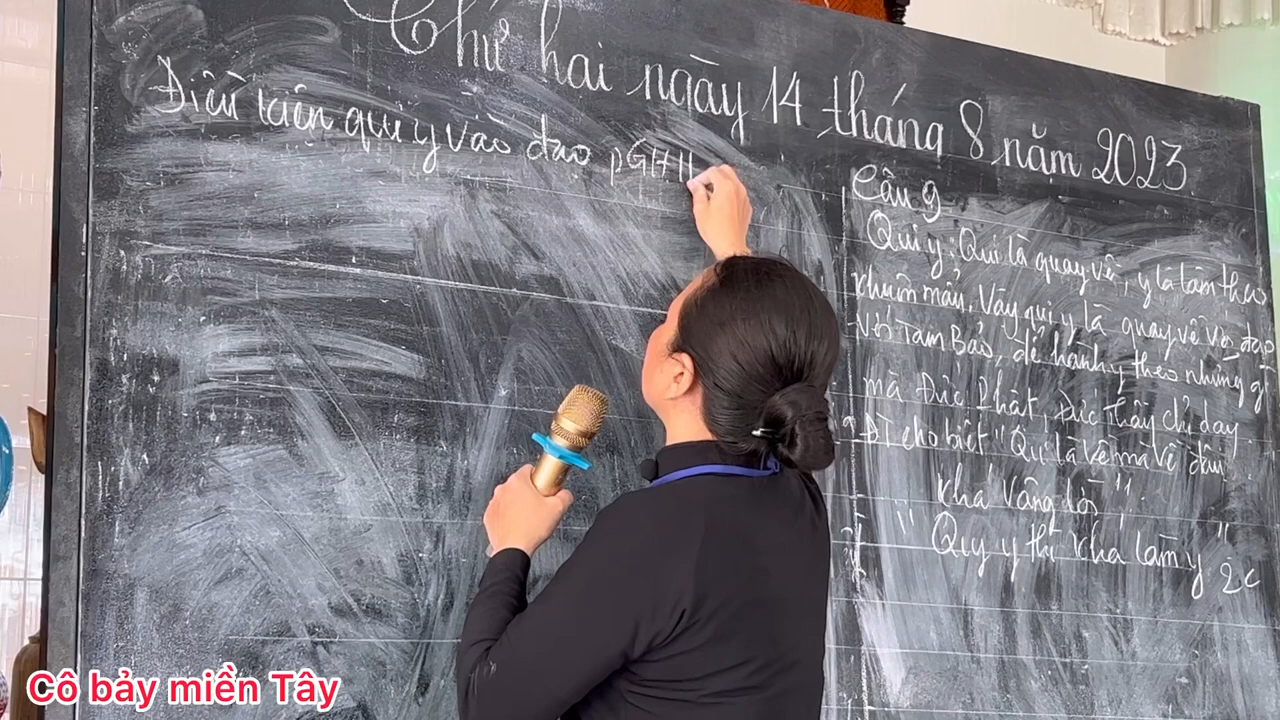 Thứ hai ngày 14 tháng 8 năm 2023.
Điều kiện qui y vào đạo PGHH
Câu 9
Qui y: Qui là quay về, y là làm theo
khuôn mẫu. Vậy qui y là quay về với đạo
với Tam Bảo, để hành y theo những gì
mà Đức Phật, Đức Thầy chỉ dạy.
ĐT cho biết "Qui là về mà về đâu
kha vâng lời".
" Quy y thì kha làm y "
Cô bảy miền Tây